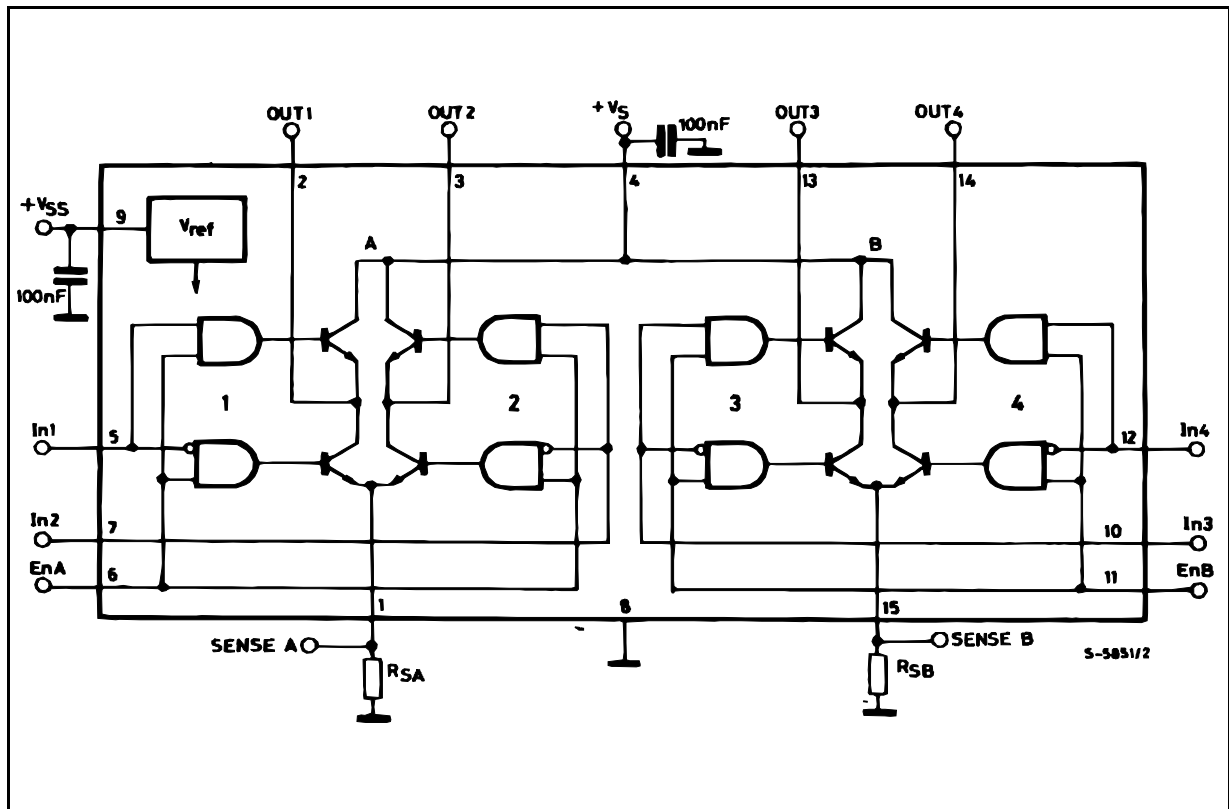 OUT1
OUT2
+VS
100nF
OUT3
OUT4
2
3
4
13
14
+VSS
9
Vref
A
B
100nF
1
2
3
4
In1
5
12
In4
In2
7
10
In3
EnA
6
11
EnB
1
8
15
SENSE A
SENSE B
S-5851/2
RSA
RSB